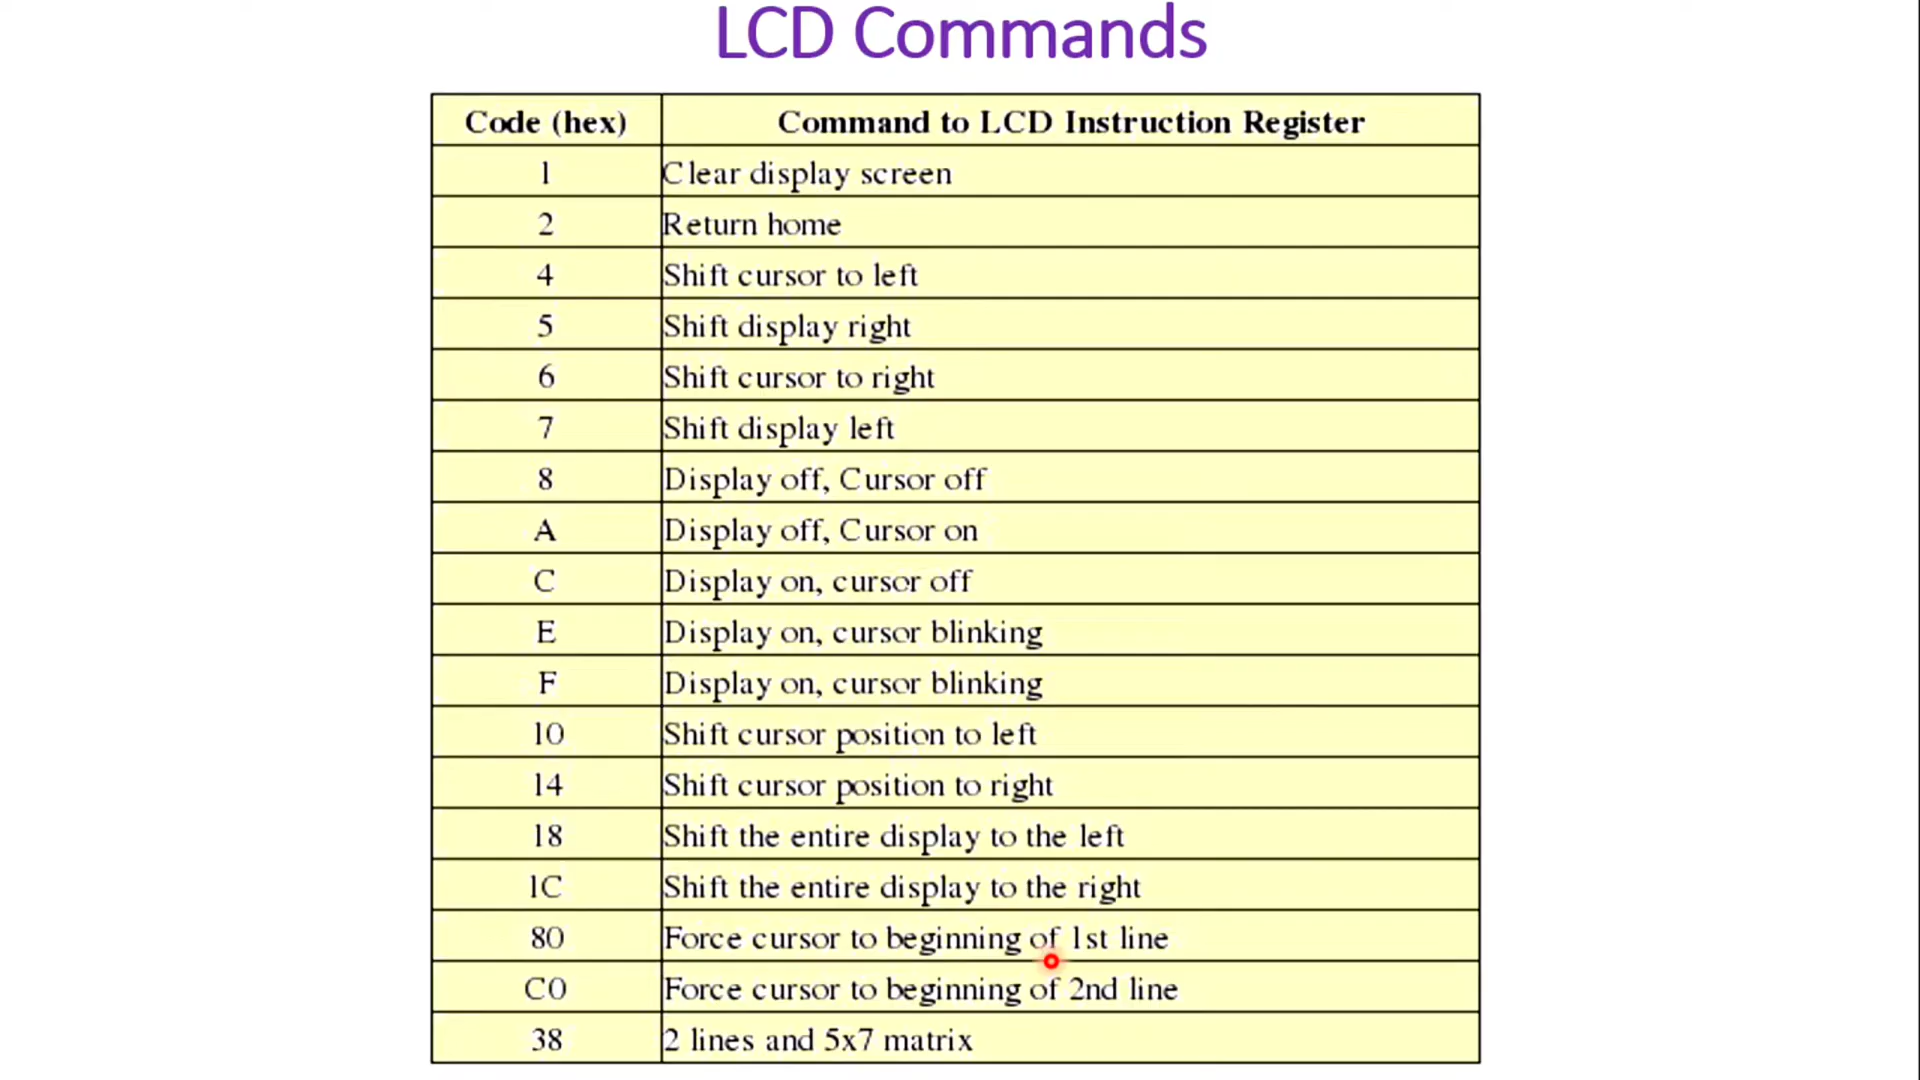 LCD Commands
Code (hex) Command to LCD Instruction Register
1 Clear display screen
2 Return home
4 Shift cursor to left
5 Shift display right
6 Shift cursor to right
7 Shift display left
8 Display off, Cursor off
A Display off, Cursor on
C Display on, cursor off
E Display on, cursor blinking
F Display on, cursor blinking
10 Shift cursor position to left
14 Shift cursor position to right
18 Shift the entire display to the left
1C Shift the entire display to the right
80 Force cursor to beginning of 1st line
C0 Force cursor to beginning of 2nd line
38 2 lines and 5x7 matrix